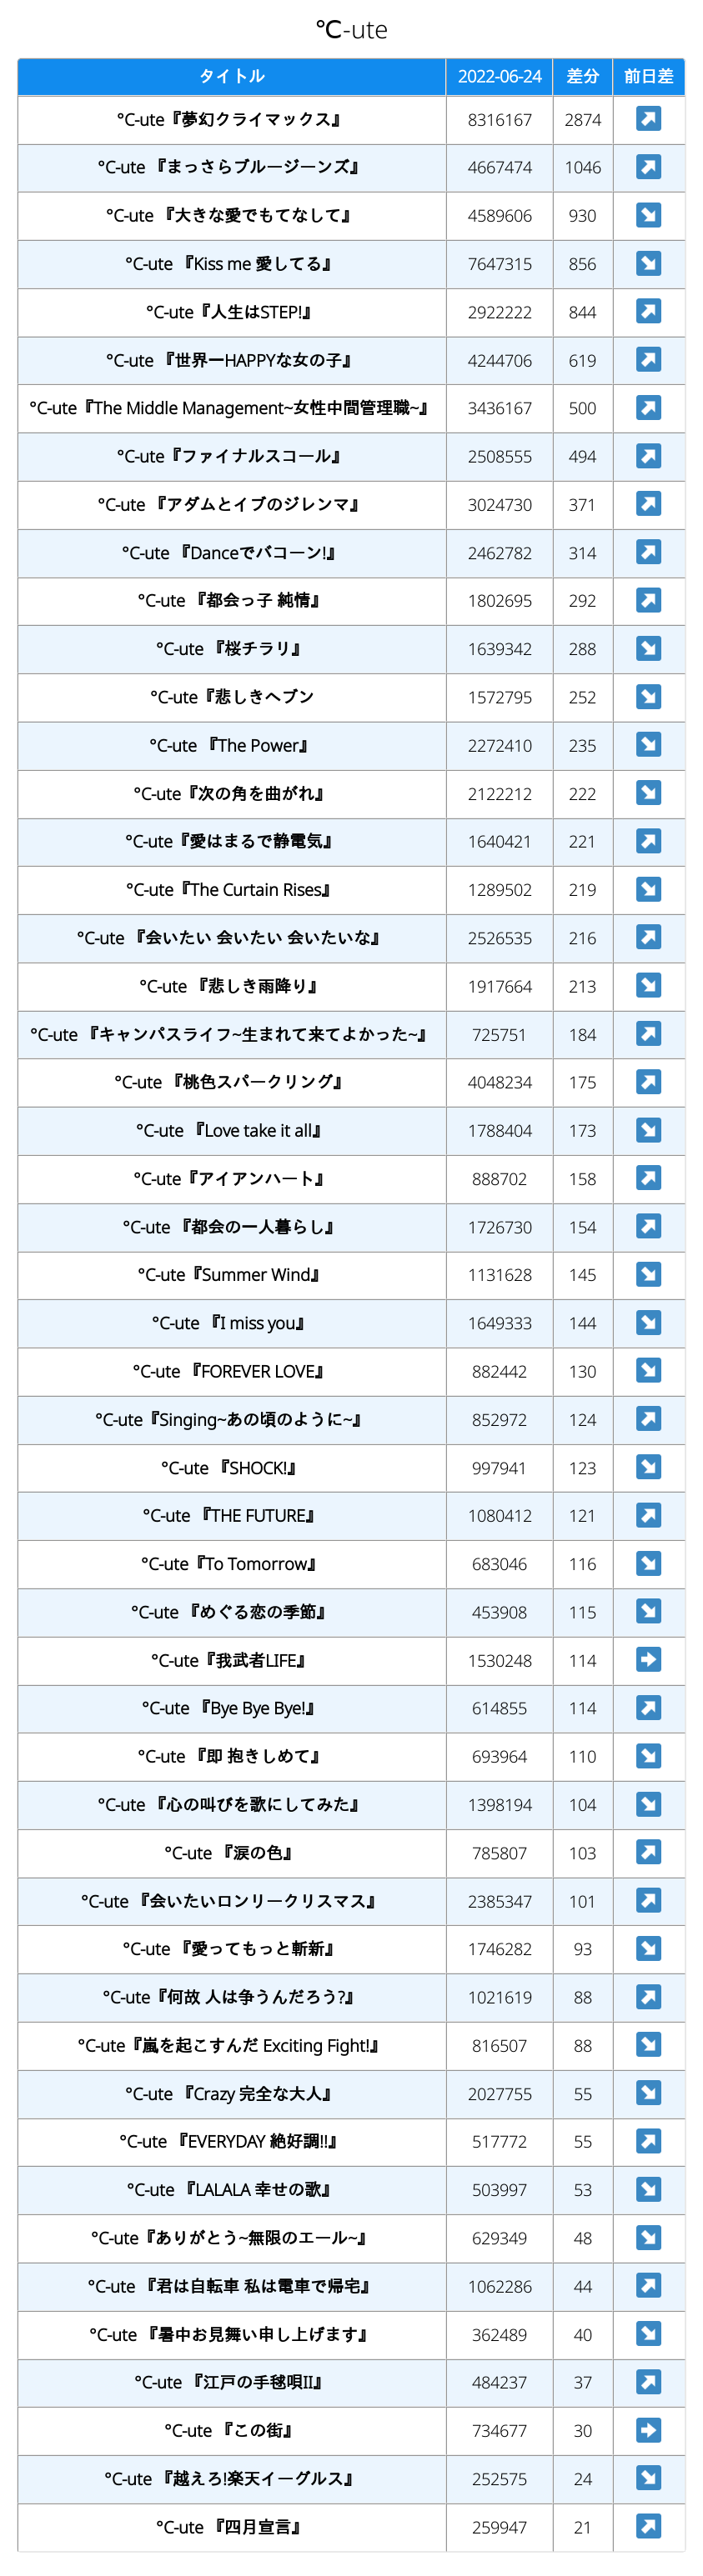 ℃-ute
タイトル 2022-06-24 差分 前日差
°C-ute『夢幻クライマックス』 8316167 2874 ↗
°C-ute 『まっさらブルージーンズ』 4667474 1046 ↗
°C-ute 『大きな愛でもてなして』 4589606 930 ↘
°C-ute 『Kiss me 愛してる』 7647315 856 ↘
°C-ute『人生はSTEP!』 2922222 844 ↗
°C-ute 『世界一HAPPYな女の子』 4244706 619 ↗
°C-ute『The Middle Management~女性中間管理職~』 3436167 500 ↗
°C-ute『ファイナルスコール』 2508555 494 ↗
°C-ute 『アダムとイブのジレンマ』 3024730 371 ↗
°C-ute 『Danceでバコーン!』 2462782 314 ↗
°C-ute 『都会っ子 純情』 1802695 292 ↗
°C-ute 『桜チラリ』 1639342 288 ↘
°C-ute『悲しきヘブン 1572795 252 ↘
°C-ute 『The Power』 2272410 235 ↘
°C-ute『次の角を曲がれ』 2122212 222 ↘
°C-ute『愛はまるで静電気』 1640421 221 ↗
°C-ute『The Curtain Rises』 1289502 219 ↘
°C-ute 『会いたい 会いたい 会いたいな』 2526535 216 ↗
°C-ute 『悲しき雨降り』 1917664 213 ↘
°C-ute 『キャンパスライフ~生まれて来てよかった~』 725751 184 ↗
°C-ute 『桃色スパークリング』 4048234 175 ↗
°C-ute 『Love take it all』 1788404 173 ↘
°C-ute『アイアンハート』 888702 158 ↗
°C-ute 『都会の一人暮らし』 1726730 154 ↗
°C-ute『Summer Wind』 1131628 145 ↘
°C-ute 『I miss you』 1649333 144 ↘
°C-ute 『FOREVER LOVE』 882442 130 ↘
°C-ute『Singing~あの頃のように~』 852972 124 ↗
°C-ute 『SHOCK!』 997941 123 ↘
°C-ute 『THE FUTURE』 1080412 121 ↗
°C-ute『To Tomorrow』 683046 116 ↘
°C-ute 『めぐる恋の季節』 453908 115 ↘
°C-ute『我武者LIFE』 1530248 114 ➡
°C-ute 『Bye Bye Bye!』 614855 114 ↗
°C-ute 『即 抱きしめて』 693964 110 ↘
°C-ute 『心の叫びを歌にしてみた』 1398194 104 ↘
°C-ute 『涙の色』 785807 103 ↗
°C-ute 『会いたいロンリークリスマス』 2385347 101 ↗
°C-ute 『愛ってもっと斬新』 1746282 93 ↘
°C-ute『何故 人は争うんだろう?』 1021619 88 ↗
°C-ute『嵐を起こすんだ Exciting Fight!』 816507 88 ↘
°C-ute 『Crazy 完全な大人』 2027755 55 ↘
°C-ute 『EVERYDAY 絶好調!!』 517772 55 ↗
°C-ute 『LALALA 幸せの歌』 503997 53 ↘
°C-ute『ありがとう~無限のエール~』 629349 48 ↘
°C-ute 『君は自転車 私は電車で帰宅』 1062286 44 ↗
°C-ute 『暑中お見舞い申し上げます』 362489 40 ↘
°C-ute 『江戸の手毬唄II』 484237 37 ↗
°C-ute 『この街』 734677 30 ➡
°C-ute 『越えろ!楽天イーグルス』 252575 24 ↘
°C-ute 『四月宣言』 259947 21 ↗